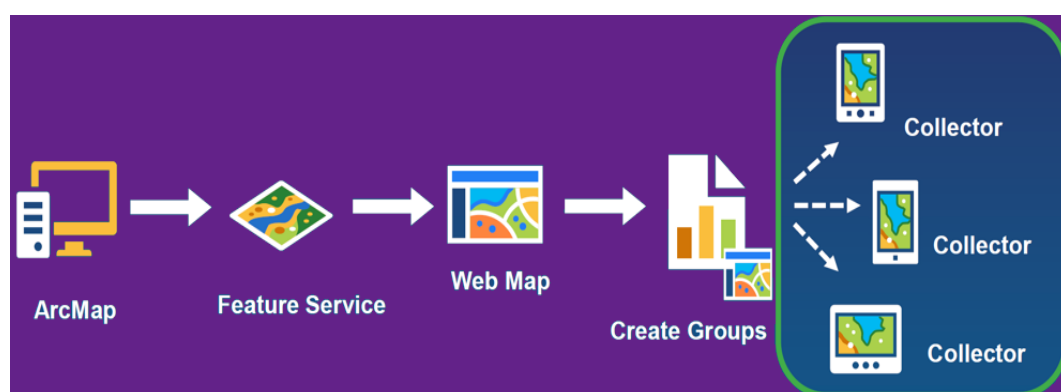 ArcMap
Feature Service
Web Map
Create Groups
Collector
Collector
Collector